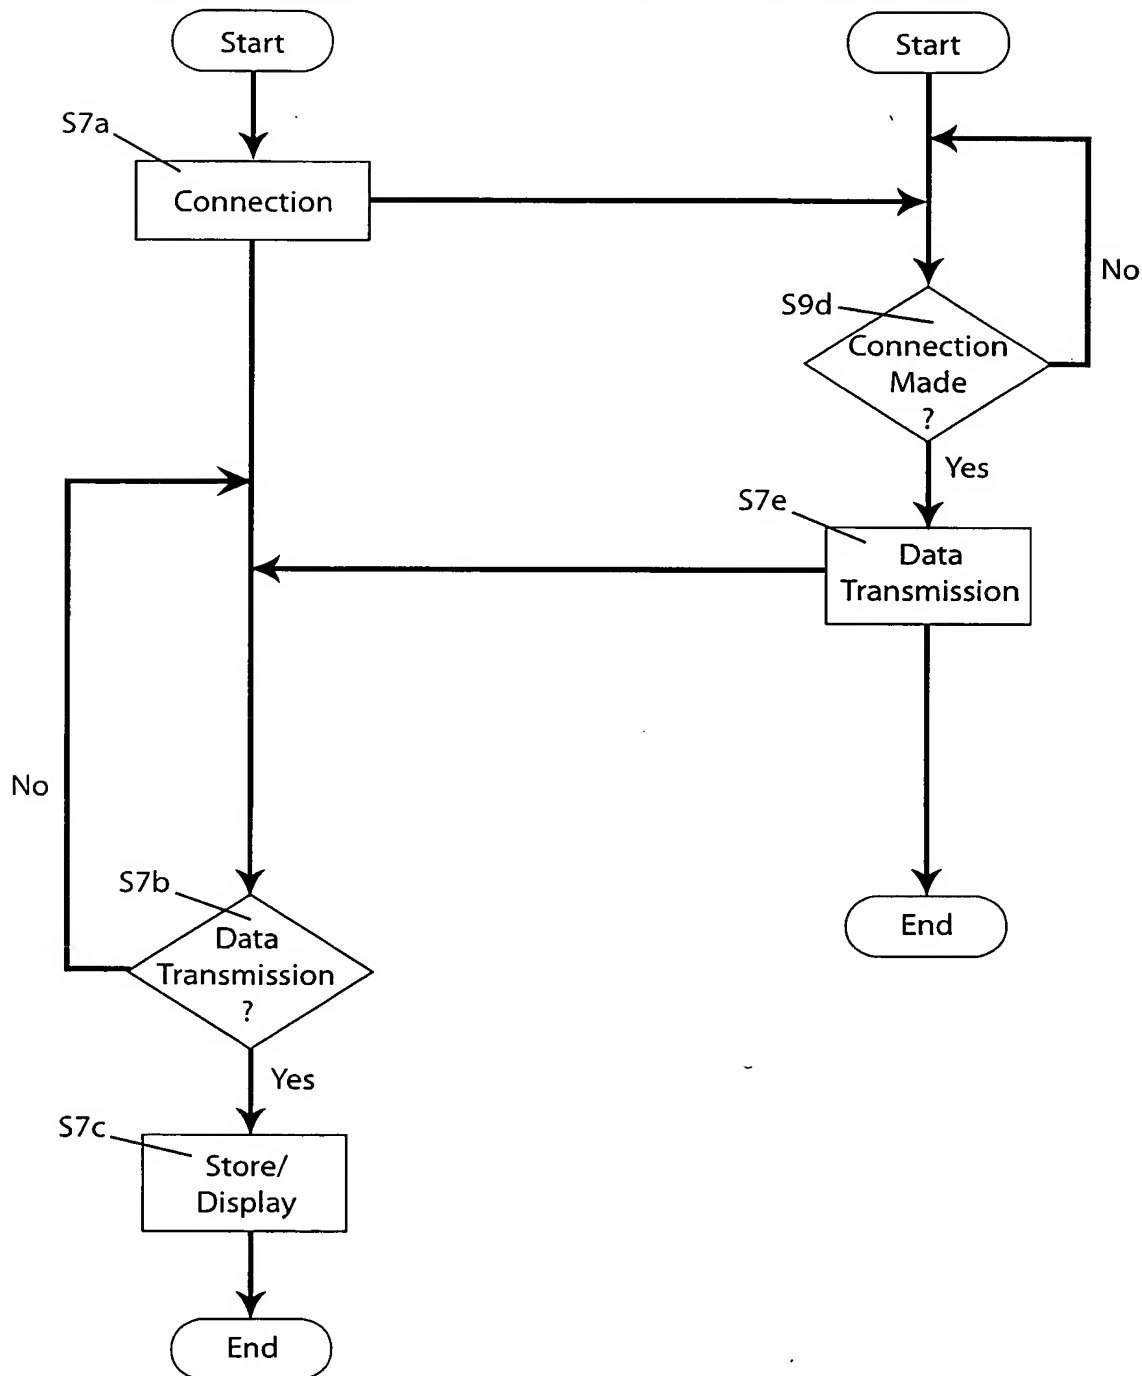 Start
Start
S7a
Connection
No
S9d
Connection
Made
?
Yes
S7e
Data
Transmission
No
S7b
Data
Transmission
?
End
Yes
S7c
Store/
Display
End